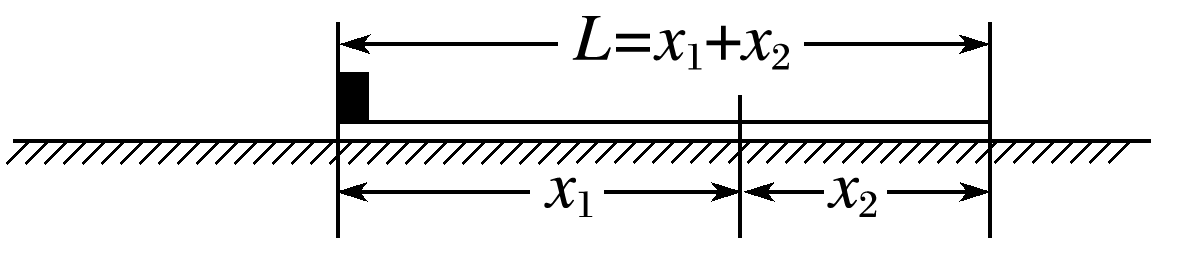 L=x₁+x₂
x₁ x₂